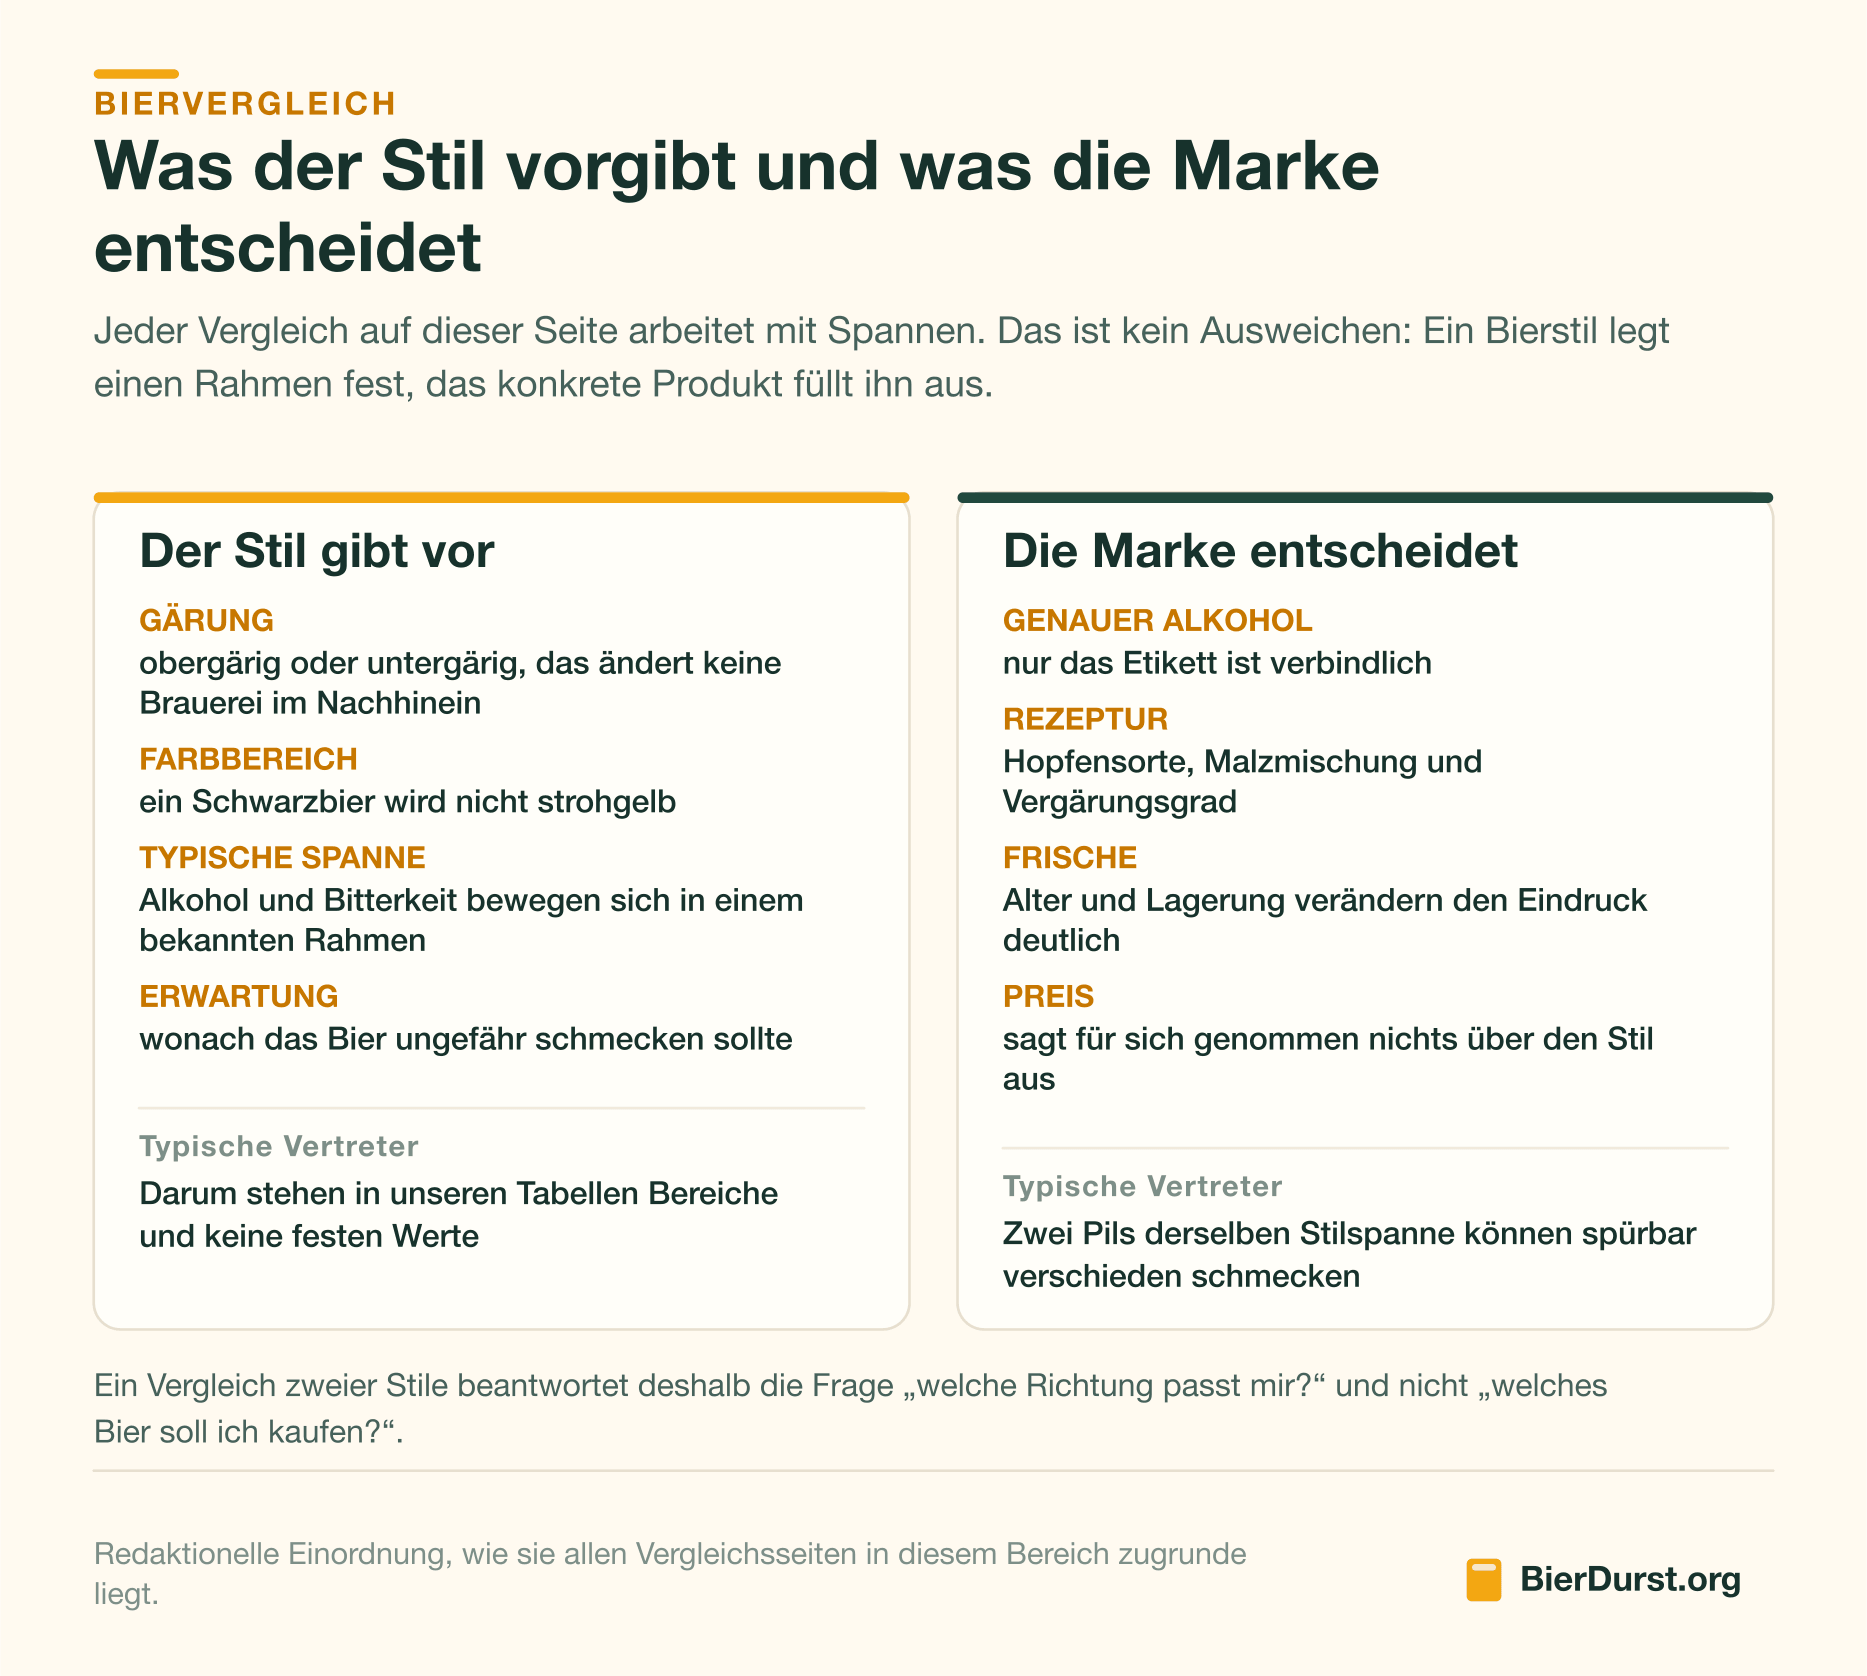 BIERVERGLEICH
Was der Stil vorgibt und was die Marke
entscheidet
Jeder Vergleich auf dieser Seite arbeitet mit Spannen. Das ist kein Ausweichen: Ein Bierstil legt
einen Rahmen fest, das konkrete Produkt füllt ihn aus.
Der Stil gibt vor
GÄRUNG
obergärig oder untergärig, das ändert keine
Brauerei im Nachhinein
FARBBEREICH
ein Schwarzbier wird nicht strohgelb
TYPISCHE SPANNE
Alkohol und Bitterkeit bewegen sich in einem
bekannten Rahmen
ERWARTUNG
wonach das Bier ungefähr schmecken sollte
Typische Vertreter
Darum stehen in unseren Tabellen Bereiche
und keine festen Werte
Die Marke entscheidet
GENAUER ALKOHOL
nur das Etikett ist verbindlich
REZEPTUR
Hopfensorte, Malzmischung und
Vergärungsgrad
FRISCHE
Alter und Lagerung verändern den Eindruck
deutlich
PREIS
sagt für sich genommen nichts über den Stil
aus
Typische Vertreter
Zwei Pils derselben Stilspanne können spürbar
verschieden schmecken
Ein Vergleich zweier Stile beantwortet deshalb die Frage „welche Richtung passt mir?“ und nicht „welches
Bier soll ich kaufen?“.
Redaktionelle Einordnung, wie sie allen Vergleichsseiten in diesem Bereich zugrunde
liegt.
BierDurst.org